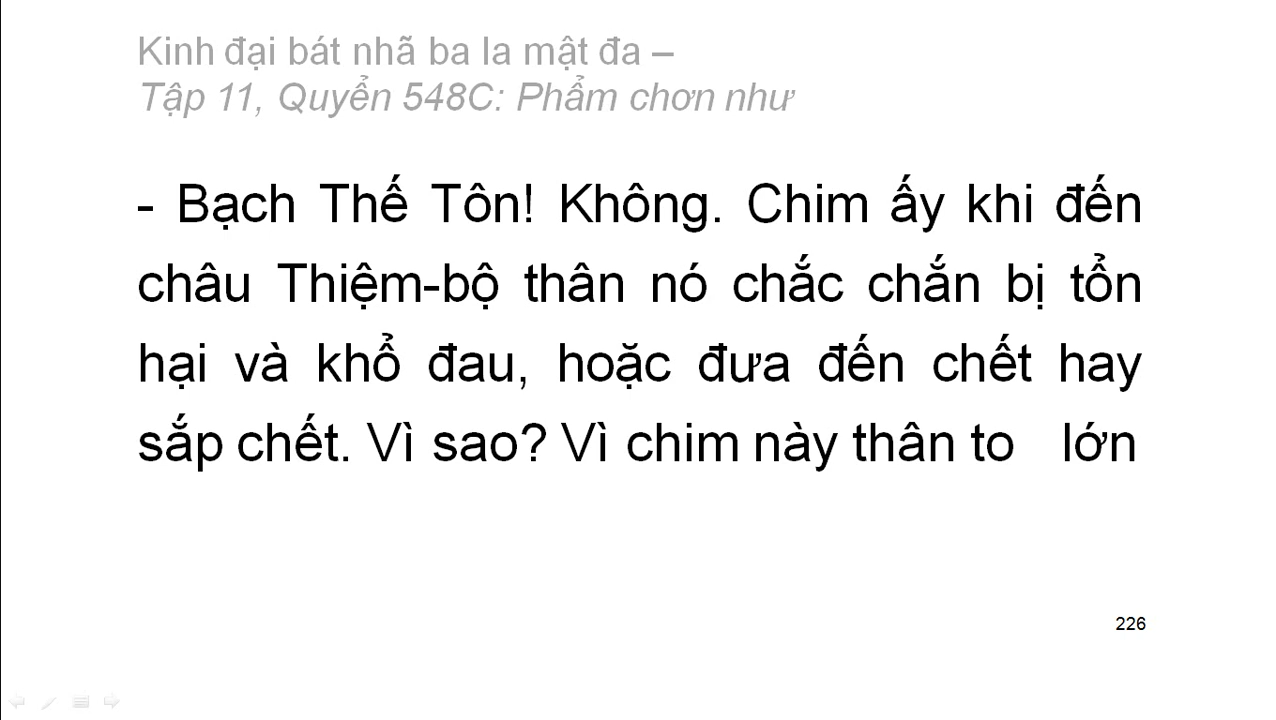 Kinh đại bát nhã ba la mật đa –
Tập 11, Quyển 548C: Phẩm chơn như
- Bạch Thế Tôn! Không. Chim ấy khi đến
châu Thiệm-bộ thân nó chắc chắn bị tổn
hại và khổ đau, hoặc đưa đến chết hay
sắp chết. Vì sao? Vì chim này thân to lớn
226